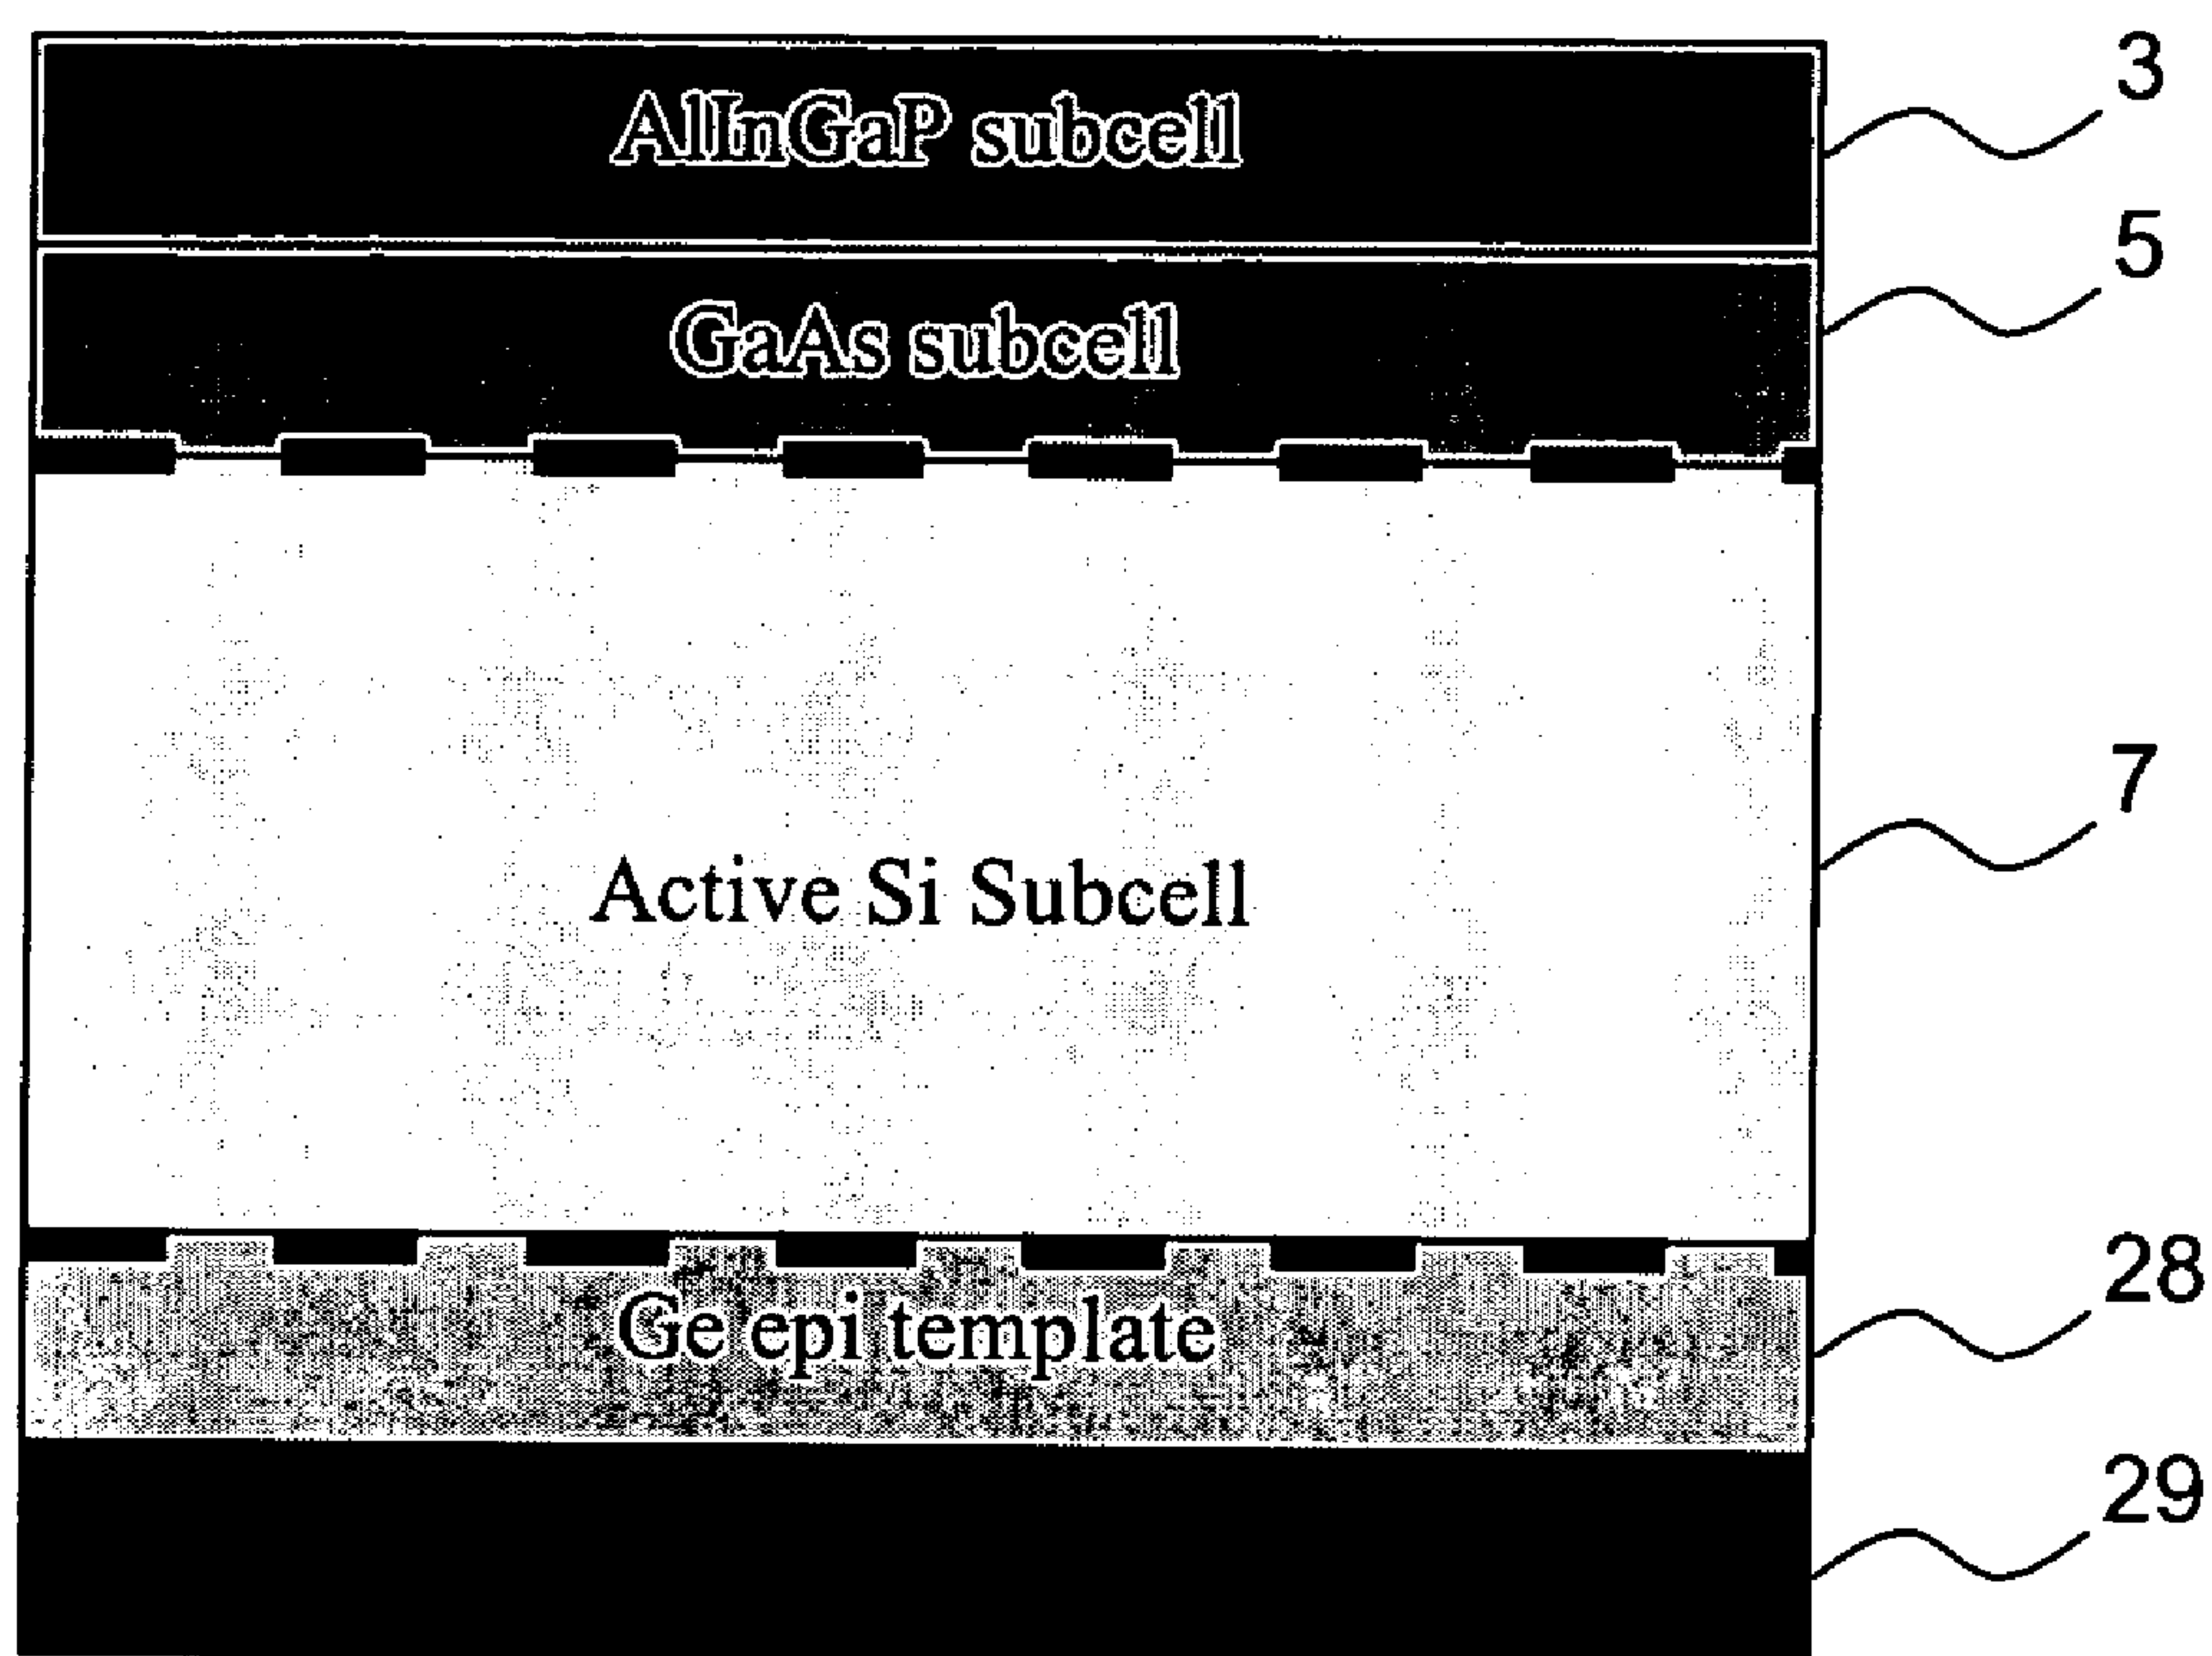 AlInGaP subcell
3
GaAs subcell
5
Active Si Subcell
7
Ge epi template
28
29